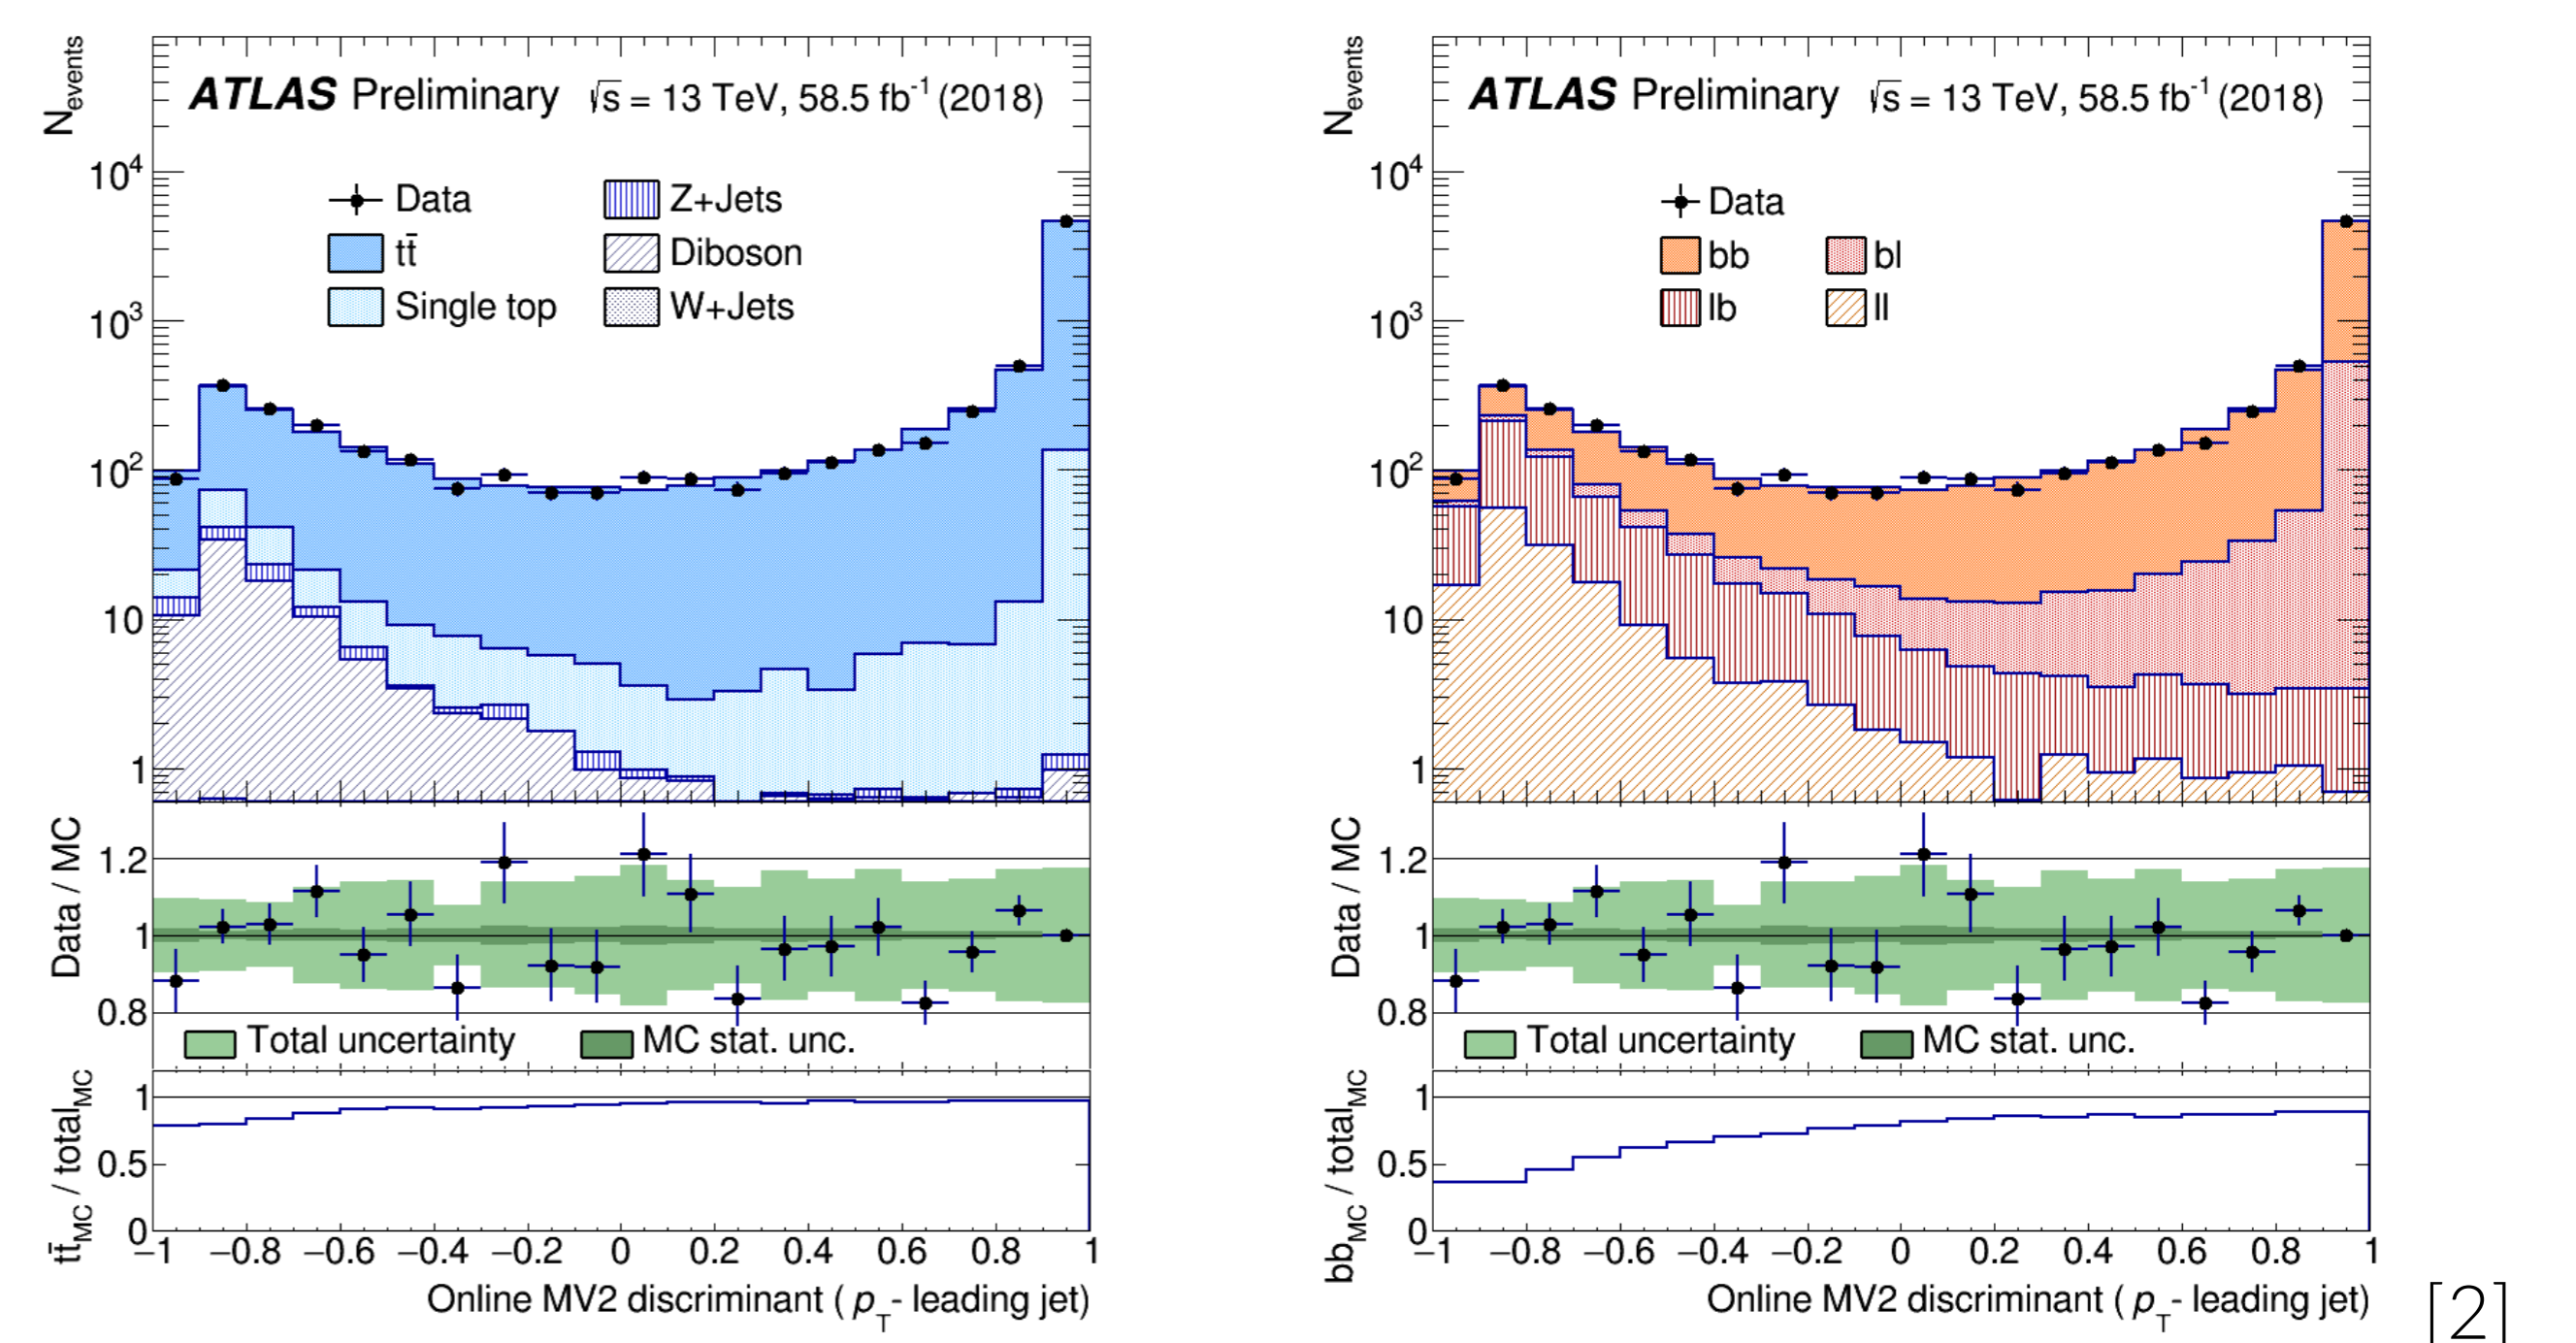 N_events
ATLAS Preliminary √s = 13 TeV, 58.5 fb⁻¹ (2018)
10⁴
10³
10²
10
1
Data
Z+Jets
tt̄
Diboson
Single top
W+Jets
Data / MC
1.2
1
0.8
Total uncertainty
MC stat. unc.
tt̄_MC / total_MC
1
0.5
0
−1 −0.8 −0.6 −0.4 −0.2 0 0.2 0.4 0.6 0.8 1
Online MV2 discriminant ( p_T- leading jet)
N_events
ATLAS Preliminary √s = 13 TeV, 58.5 fb⁻¹ (2018)
10⁴
10³
10²
10
1
Data
bb
bl
lb
ll
Data / MC
1.2
1
0.8
Total uncertainty
MC stat. unc.
bb_MC / total_MC
1
0.5
0
−1 −0.8 −0.6 −0.4 −0.2 0 0.2 0.4 0.6 0.8 1
Online MV2 discriminant ( p_T- leading jet)
[2]